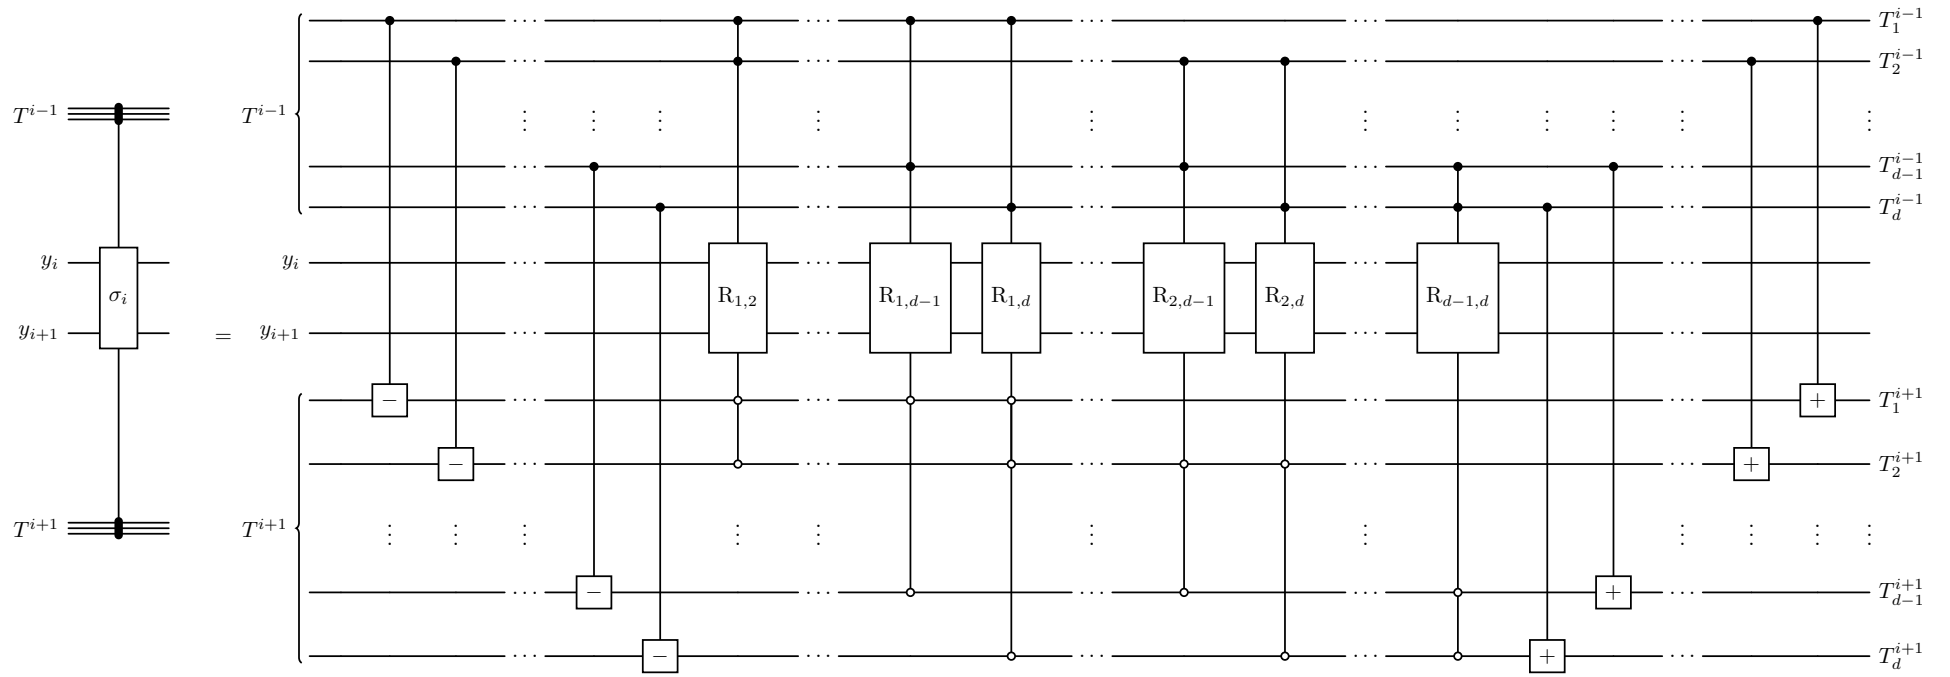 T^{i-1}
y_i
σ_i
y_{i+1}
T^{i+1}
=
T^{i-1}
y_i
y_{i+1}
T^{i+1}
R_{1,2} R_{1,d-1} R_{1,d} R_{2,d-1} R_{2,d} R_{d-1,d}
− +
− +
− +
− +
T_1^{i-1}
T_2^{i-1}
T_{d-1}^{i-1}
T_d^{i-1}
T_1^{i+1}
T_2^{i+1}
T_{d-1}^{i+1}
T_d^{i+1}